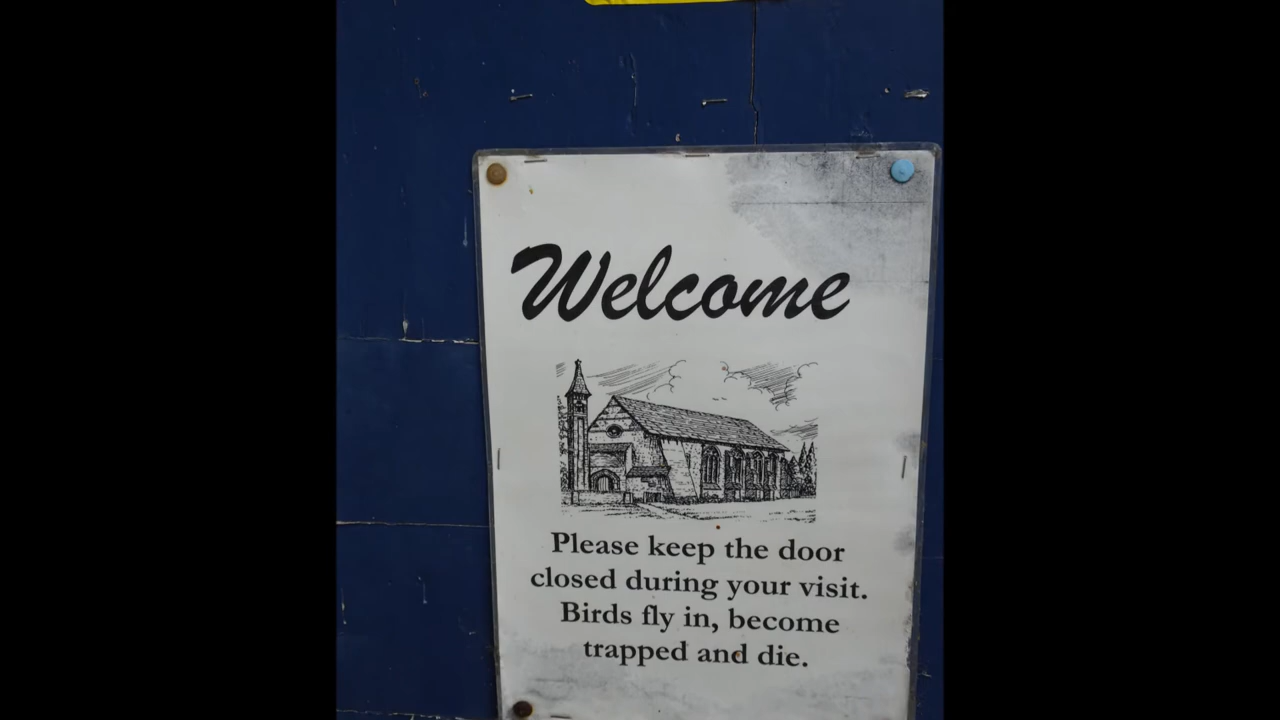 Welcome
Please keep the door
closed during your visit.
Birds fly in, become
trapped and die.